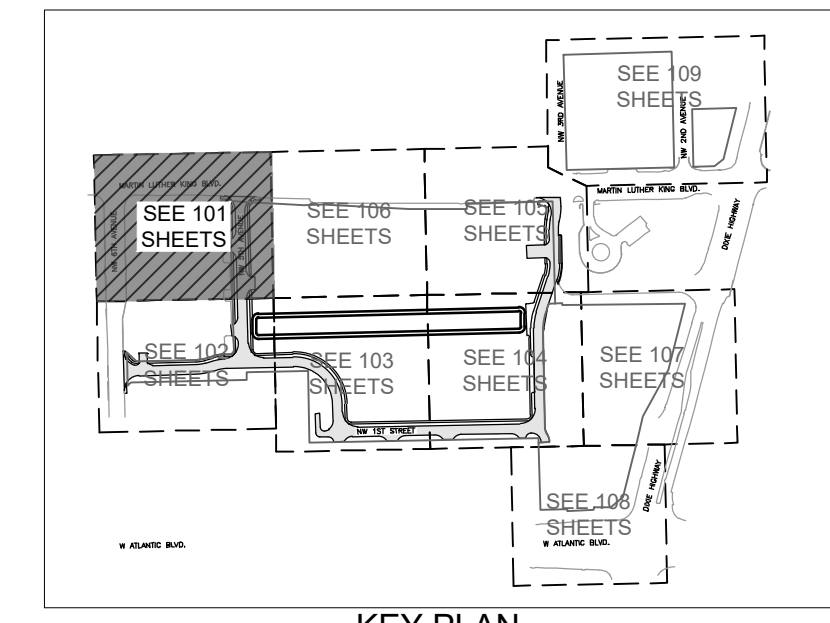 SEE 109
SHEETS
NW 3RD AVENUE
NW 2ND AVENUE
MARTIN LUTHER KING BLVD.
MARTIN LUTHER KING BLVD.
SEE 101
SHEETS
NW 6TH AVENUE
NW 5TH AVENUE
SEE 106
SHEETS
SEE 105
SHEETS
DIXIE HIGHWAY
SEE 102
SHEETS
SEE 103
SHEETS
SEE 104
SHEETS
SEE 107
SHEETS
NW 1ST STREET
SEE 108
SHEETS
DIXIE HIGHWAY
W ATLANTIC BLVD.
W ATLANTIC BLVD.
KEY PLAN